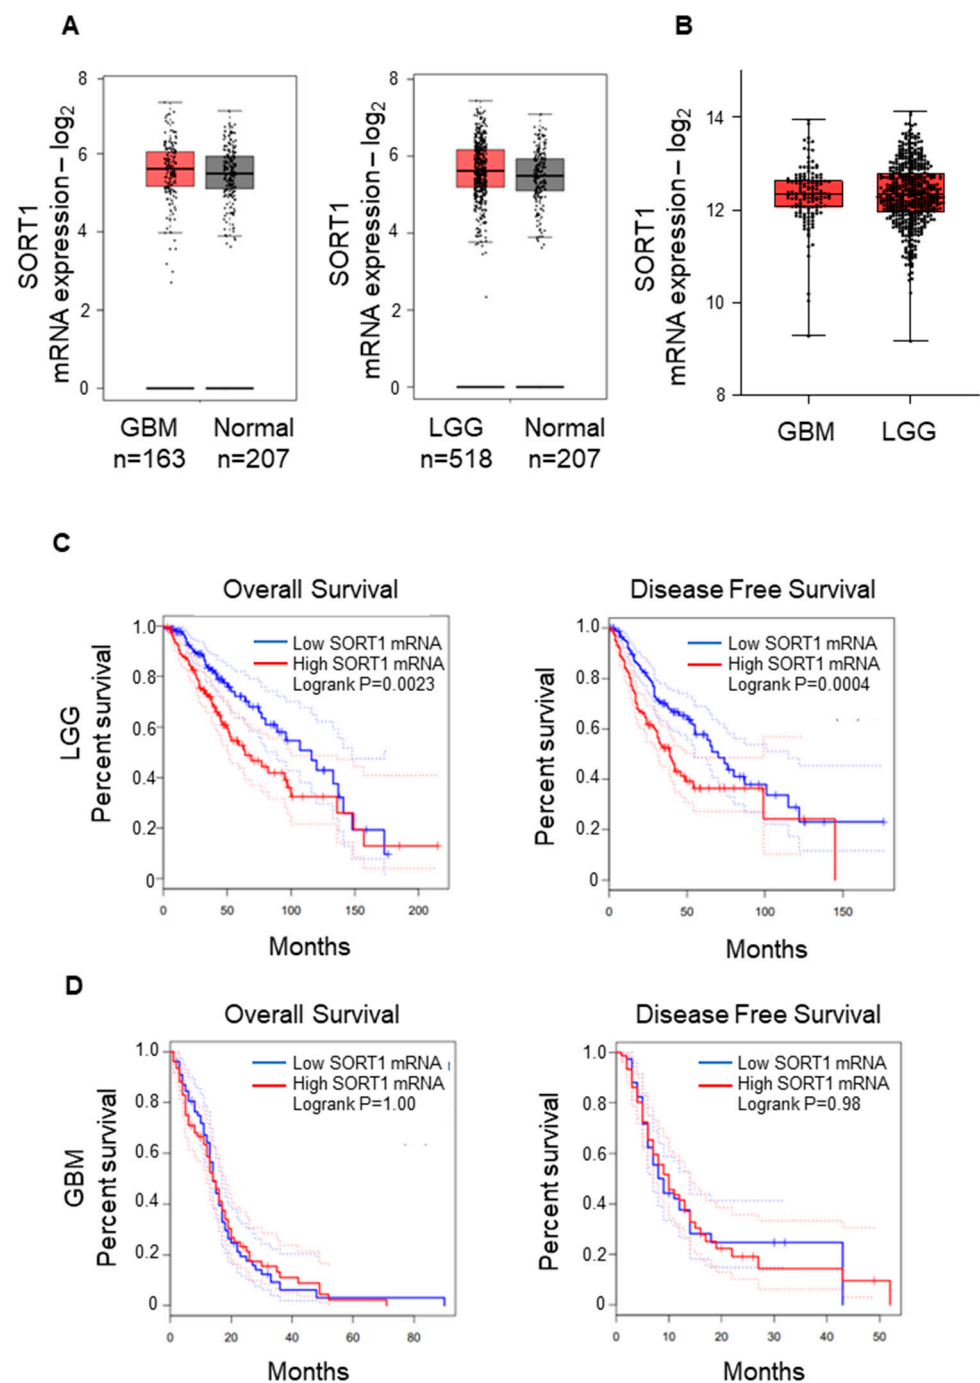 A
B
8
6
4
2
0
SORT1
mRNA expression – log2
GBM
n=163
Normal
n=207
8
6
4
2
0
SORT1
mRNA expression – log2
LGG
n=518
Normal
n=207
14
12
10
8
SORT1
mRNA expression – log2
GBM
LGG
C
LGG
Overall Survival
Percent survival
1.0
0.8
0.6
0.4
0.2
0
Low SORT1 mRNA
High SORT1 mRNA
Logrank P=0.0023
0 50 100 150 200
Months
Disease Free Survival
Percent survival
1.0
0.8
0.6
0.4
0.2
0
Low SORT1 mRNA
High SORT1 mRNA
Logrank P=0.0004
0 50 100 150
Months
D
GBM
Overall Survival
Percent survival
1.0
0.8
0.6
0.4
0.2
0
Low SORT1 mRNA
High SORT1 mRNA
Logrank P=1.00
0 20 40 60 80
Months
Disease Free Survival
Percent survival
1.0
0.8
0.6
0.4
0.2
0
Low SORT1 mRNA
High SORT1 mRNA
Logrank P=0.98
0 10 20 30 40 50
Months